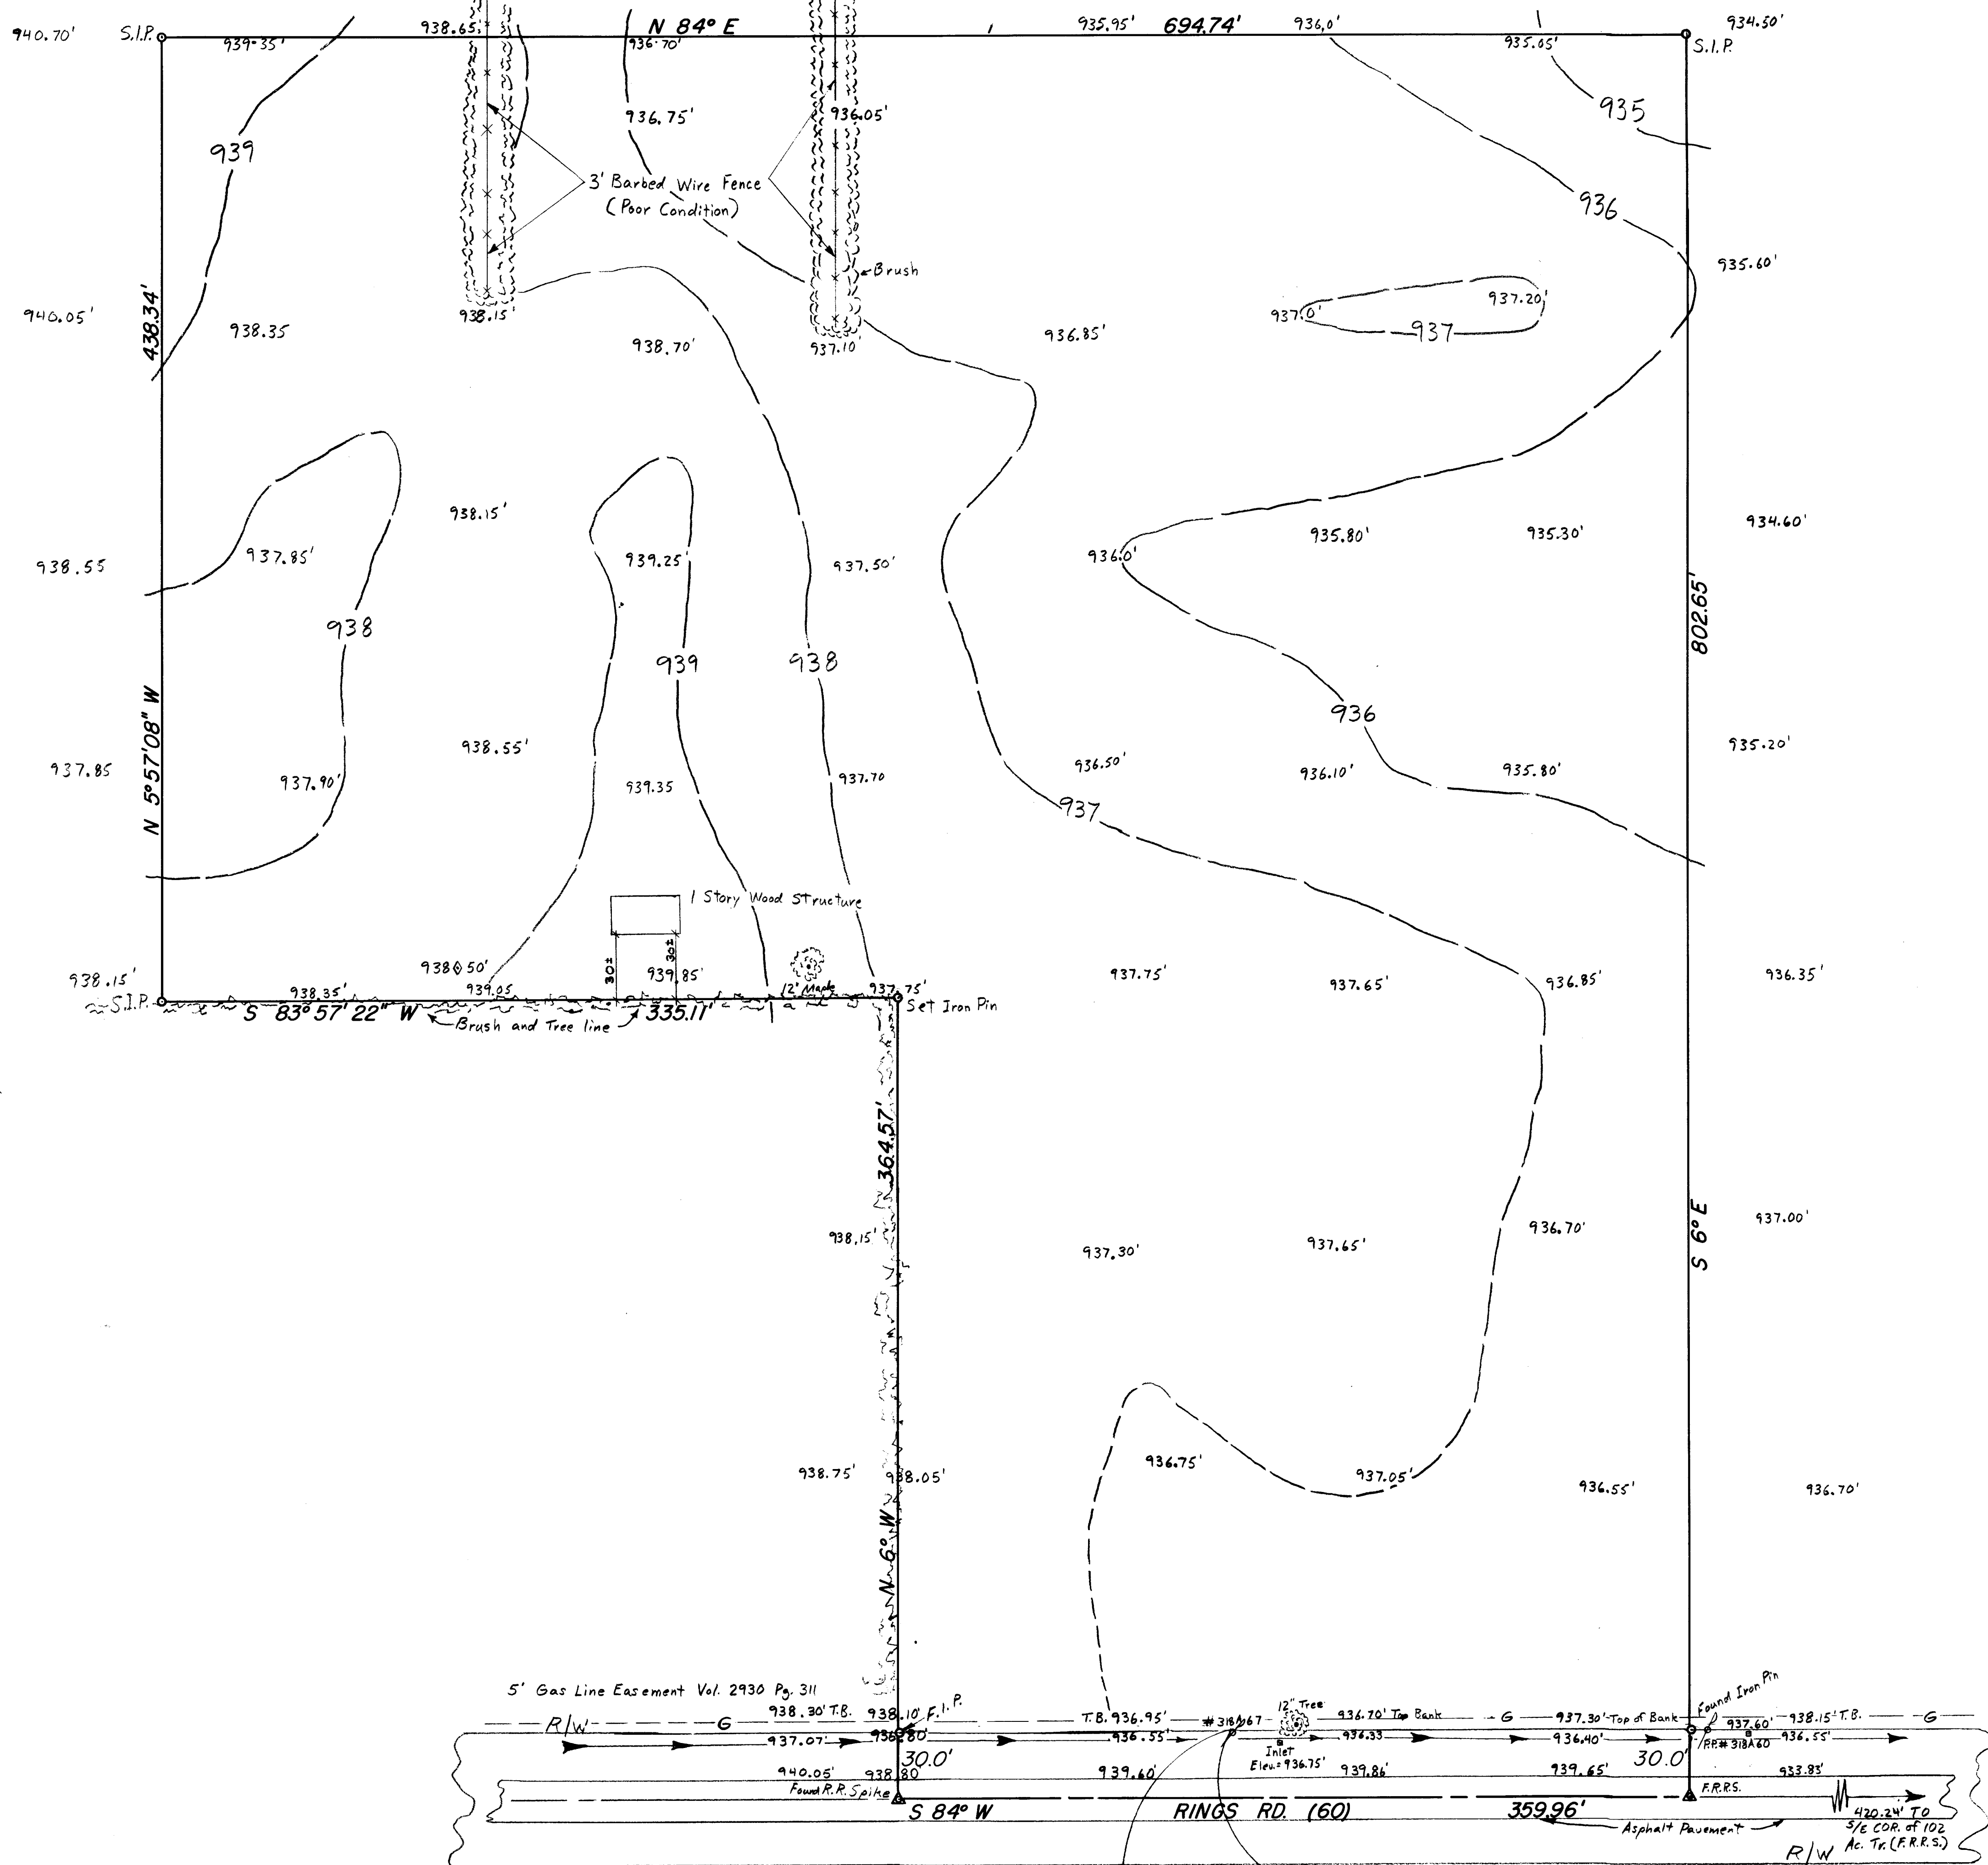 940.70'
S.I.P.
939.35'
938.65'
N 84° E
936.70'
935.95'
694.74'
936.0'
935.05'
934.50'
S.I.P.
936.75'
936.05'
935
939
3' Barbed Wire Fence
(Poor Condition)
936
Brush
935.60'
940.05'
438.34'
938.35
938.15'
938.70'
937.10'
936.85'
937.0'
937.20'
937
938.15'
938.55
937.85'
939.25'
937.50'
936.0'
935.80'
935.30'
934.60'
802.65'
938
939
938
936
937.85
N 5° 57' 08" W
937.90'
938.55'
939.35
937.70
936.50'
936.10'
935.80'
935.20'
937
1 Story Wood Structure
30±
30±
938.15'
938.50'
939.85'
937.75'
937.65'
936.85'
936.35'
S.I.P.
938.35'
939.05
12' Maple
937.75'
Set Iron Pin
S 83° 57' 22" W
335.11'
Brush and Tree line
364.57'
938.15'
937.30'
937.65'
936.70'
937.00'
S 6° E
938.75'
938.05'
936.75'
937.05'
936.55'
936.70'
N 6° W
5' Gas Line Easement Vol. 2930 Pg. 311
938.30' T.B.
938.10'
F.I.P.
T.B. 936.95'
#318A67
12" Tree
936.70' Top Bank
G
937.30'-Top of Bank
Found Iron Pin
937.60'
938.15' T.B.
G
R/W
G
937.07'
936.80'
936.55'
Inlet
Elev.= 936.75'
936.33
936.40'
P.P.# 318A60
936.55'
30.0'
30.0'
940.05'
938.80'
939.60'
939.86'
939.65'
933.83'
Found R.R. Spike
F.R.R.S.
S 84° W
RINGS RD. (60)
359.96'
Asphalt Pavement
420.24' TO
S/E COR. of 102
Ac. Tr. (F.R.R.S.)
R/W